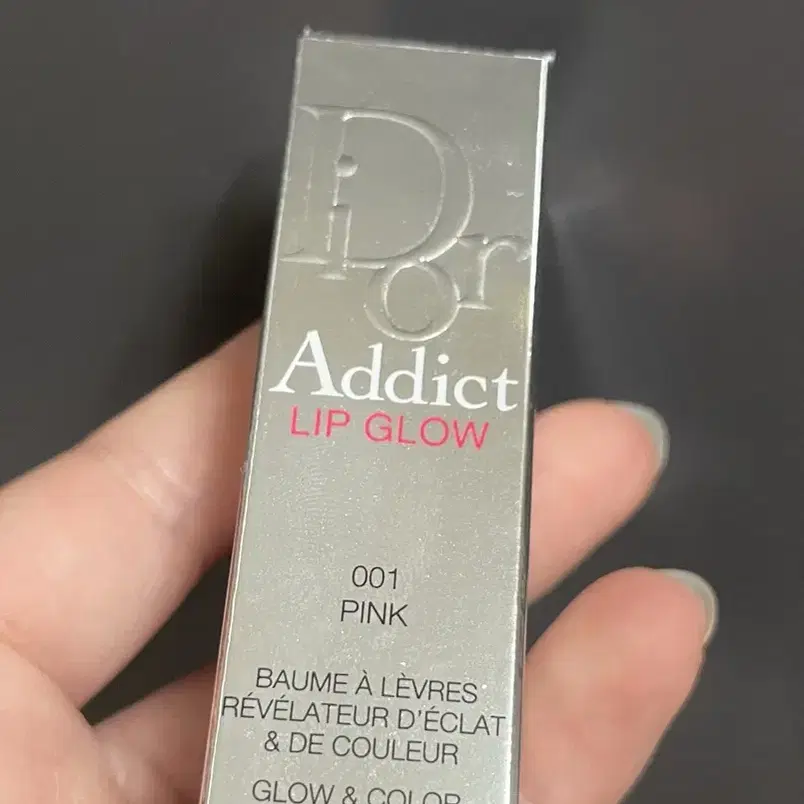 Dior
Addict
LIP GLOW
001
PINK
BAUME À LÈVRES
RÉVÉLATEUR D'ÉCLAT
& DE COULEUR
GLOW & COLOR